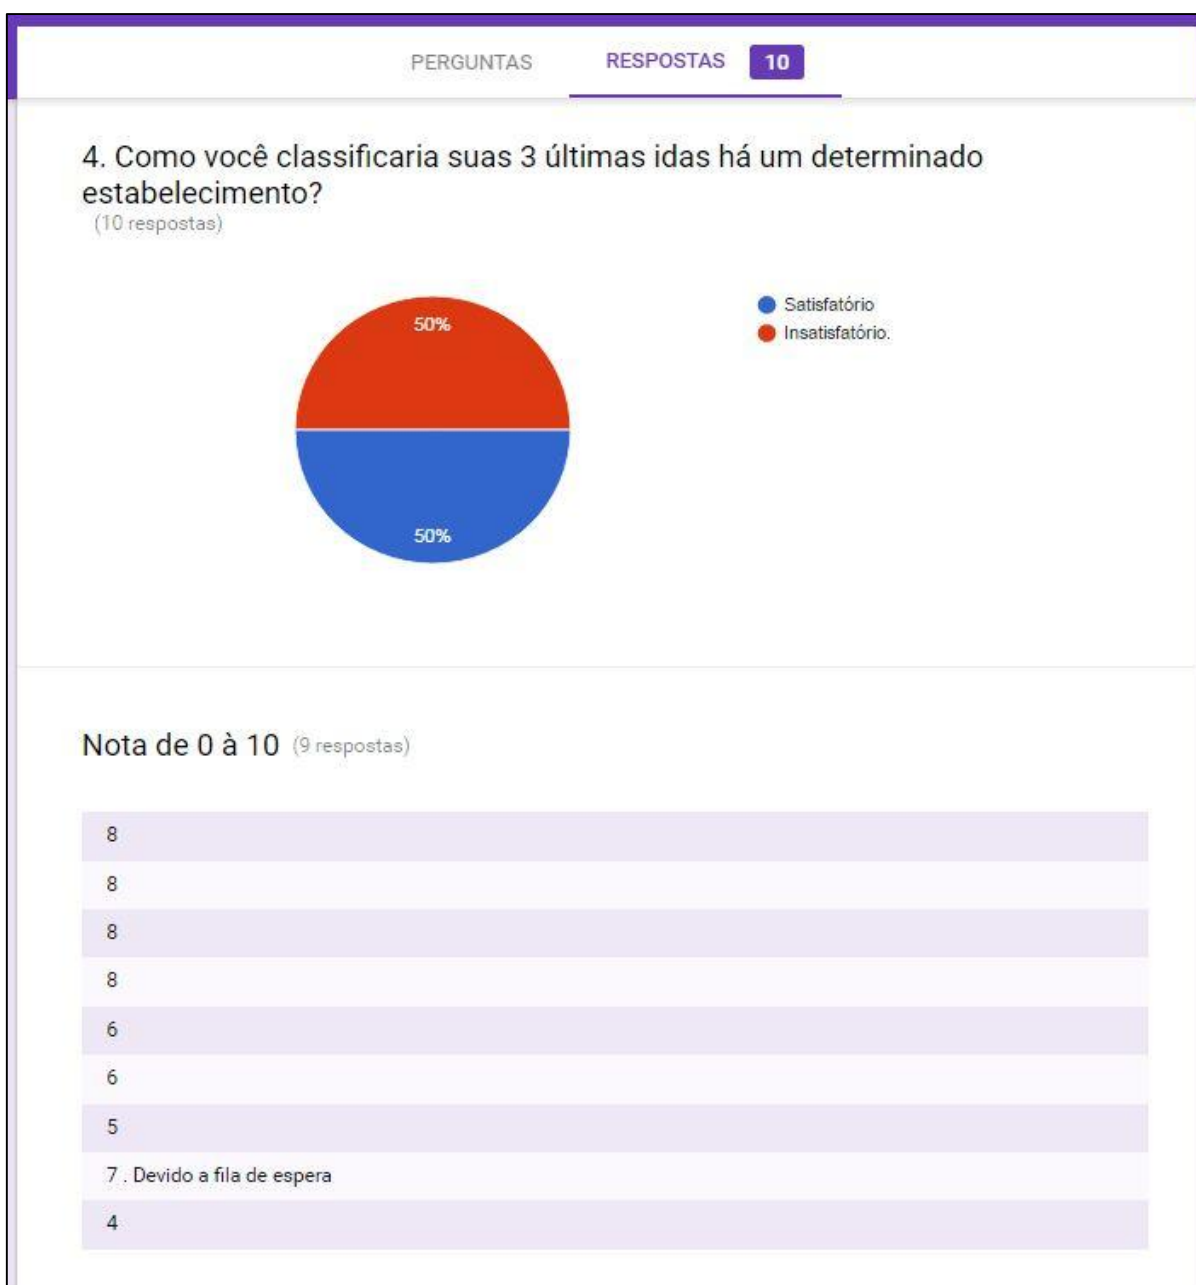 PERGUNTAS RESPOSTAS 10
4. Como você classificaria suas 3 últimas idas há um determinado
estabelecimento?
(10 respostas)
50%
50%
Satisfatório
Insatisfatório.
Nota de 0 à 10 (9 respostas)
8
8
8
8
6
6
5
7 . Devido a fila de espera
4